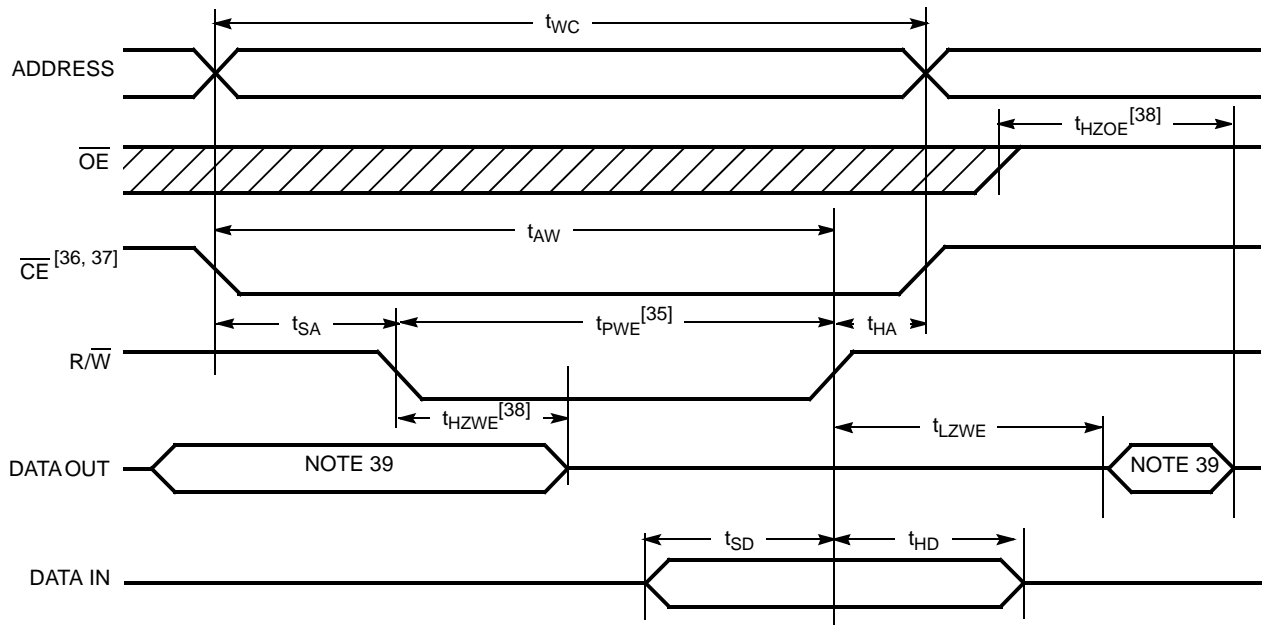 tWC
ADDRESS
tHZOE[38]
OE
tAW
CE [36, 37]
tSA
tPWE[35]
tHA
R/W
tHZWE[38]
tLZWE
DATA OUT
NOTE 39
NOTE 39
tSD
tHD
DATA IN